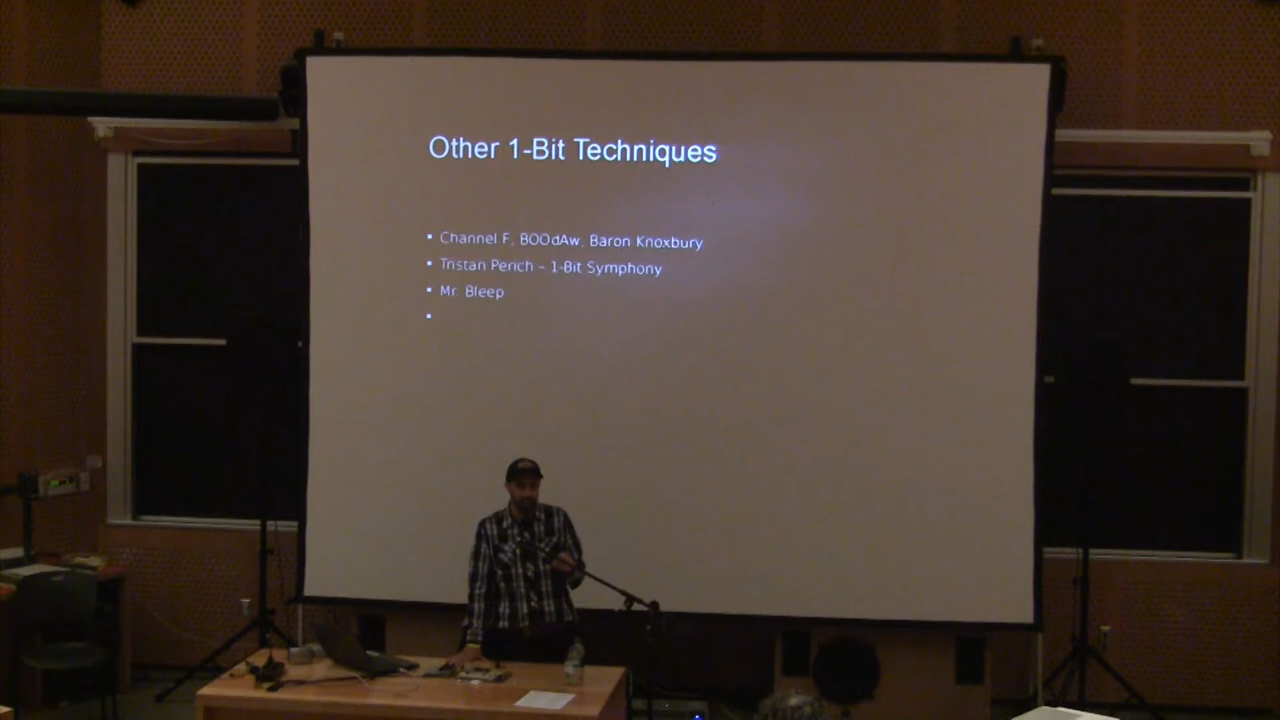 Other 1-Bit Techniques
Channel F, BOOdAw, Baron Knoxbury
Tristan Perich – 1-Bit Symphony
Mr Bleep